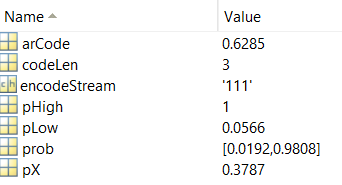 Name Value
arCode 0.6285
codeLen 3
ch encodeStream '111'
pHigh 1
pLow 0.0566
prob [0.0192,0.9808]
pX 0.3787